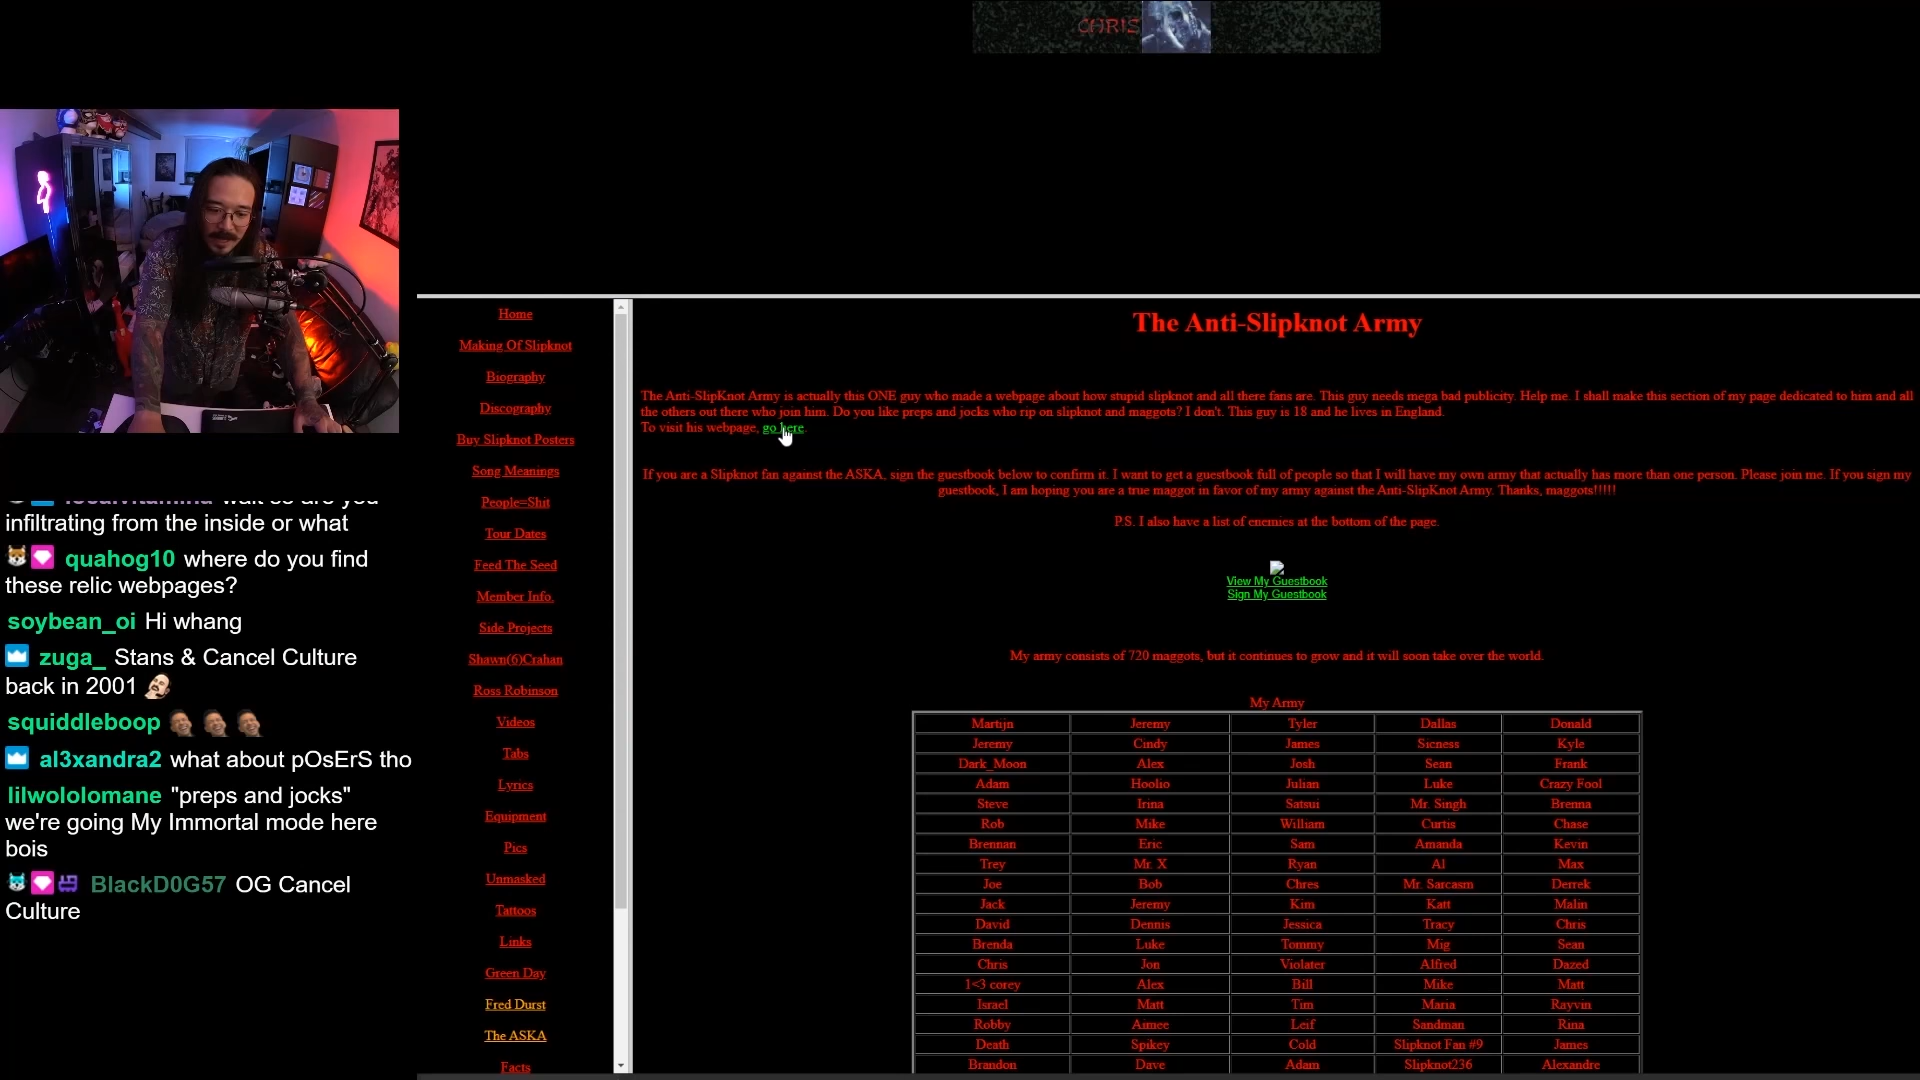 CHRIS
infiltrating from the inside or what
quahog10 where do you find
these relic webpages?
soybean_oi Hi whang
zuga_ Stans & Cancel Culture
back in 2001
squiddleboop
al3xandra2 what about pOsErS tho
lilwololomane "preps and jocks"
we're going My Immortal mode here
bois
BlackD0G57 OG Cancel
Culture
Home
Making Of Slipknot
Biography
Discography
Buy Slipknot Posters
Song Meanings
People=Shit
Tour Dates
Feed The Seed
Member Info.
Side Projects
Shawn(6)Crahan
Ross Robinson
Videos
Tabs
Lyrics
Equipment
Pics
Unmasked
Tattoos
Links
Green Day
Fred Durst
The ASKA
Facts
The Anti-Slipknot Army
The Anti-SlipKnot Army is actually this ONE guy who made a webpage about how stupid slipknot and all there fans are. This guy needs mega bad publicity. Help me. I shall make this section of my page dedicated to him and all
the others out there who join him. Do you like preps and jocks who rip on slipknot and maggots? I don't. This guy is 18 and he lives in England.
To visit his webpage, go here.
If you are a Slipknot fan against the ASKA, sign the guestbook below to confirm it. I want to get a guestbook full of people so that I will have my own army that actually has more than one person. Please join me. If you sign my
guestbook, I am hoping you are a true maggot in favor of my army against the Anti-SlipKnot Army. Thanks, maggots!!!!!
P.S. I also have a list of enemies at the bottom of the page.
View My Guestbook
Sign My Guestbook
My army consists of 720 maggots, but it continues to grow and it will soon take over the world.
My Army
Martijn Jeremy Tyler Dallas Donald
Jeremy Cindy James Sicness Kyle
Dark_Moon Alex Josh Sean Frank
Adam Hoolio Julian Luke Crazy Fool
Steve Irina Satsui Mr. Singh Brenna
Rob Mike William Curtis Chase
Brennan Eric Sam Amanda Kevin
Trey Mr. X Ryan Al Max
Joe Bob Chres Mr. Sarcasm Derrek
Jack Jeremy Kim Katt Malin
David Dennis Jessica Tracy Chris
Brenda Luke Tommy Mig Sean
Chris Jon Violater Alfred Dazed
1<3 corey Alex Bill Mike Matt
Israel Matt Tim Maria Rayvin
Robby Aimee Leif Sandman Rina
Death Spikey Cold Slipknot Fan #9 James
Brandon Dave Adam Slipknot236 Alexandre